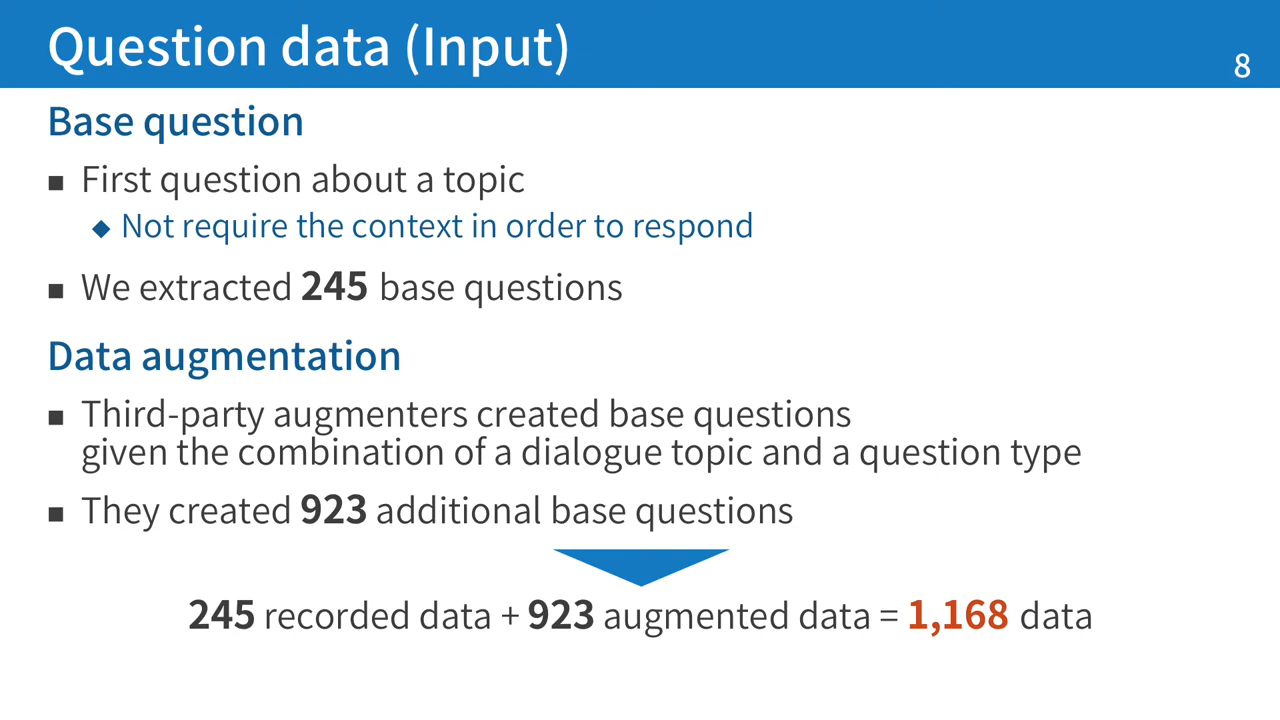 Question data (Input)
8
Base question
■ First question about a topic
◆ Not require the context in order to respond
■ We extracted 245 base questions
Data augmentation
■ Third-party augmenters created base questions
given the combination of a dialogue topic and a question type
■ They created 923 additional base questions
245 recorded data + 923 augmented data = 1,168 data